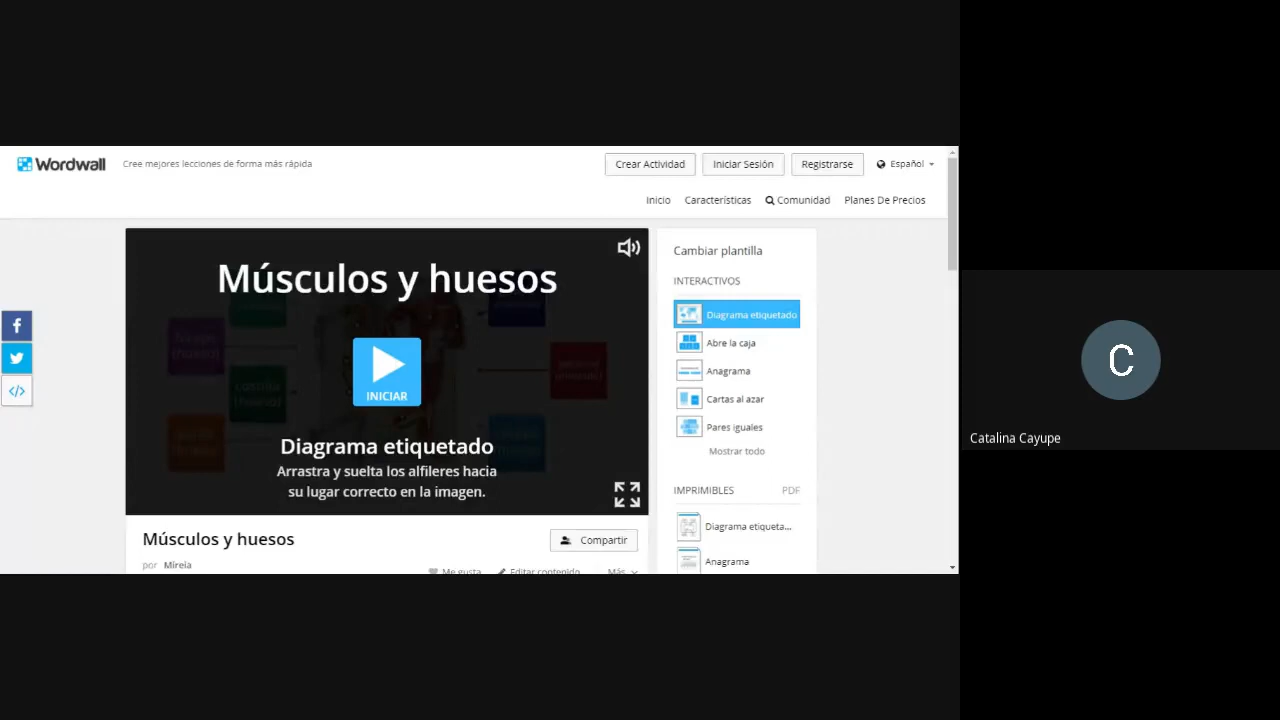 Wordwall
Cree mejores lecciones de forma más rápida
Crear Actividad
Iniciar Sesión
Registrarse
Español
Inicio
Características
Comunidad
Planes De Precios
Músculos y huesos
INICIAR
Diagrama etiquetado
Arrastra y suelta los alfileres hacia
su lugar correcto en la imagen.
Músculos y huesos
Compartir
por Mireia
Me gusta
Editar contenido
Más
Cambiar plantilla
INTERACTIVOS
Diagrama etiquetado
Abre la caja
Anagrama
Cartas al azar
Pares iguales
Mostrar todo
IMPRIMIBLES PDF
Diagrama etiqueta...
Anagrama
C
Catalina Cayupe